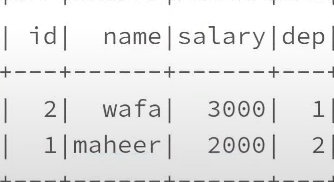 | id|  name|salary|dep|
+---+------+------+---+
|  2|  wafa|  3000|  1|
|  1|maheer|  2000|  2|
+---+------+------+---+